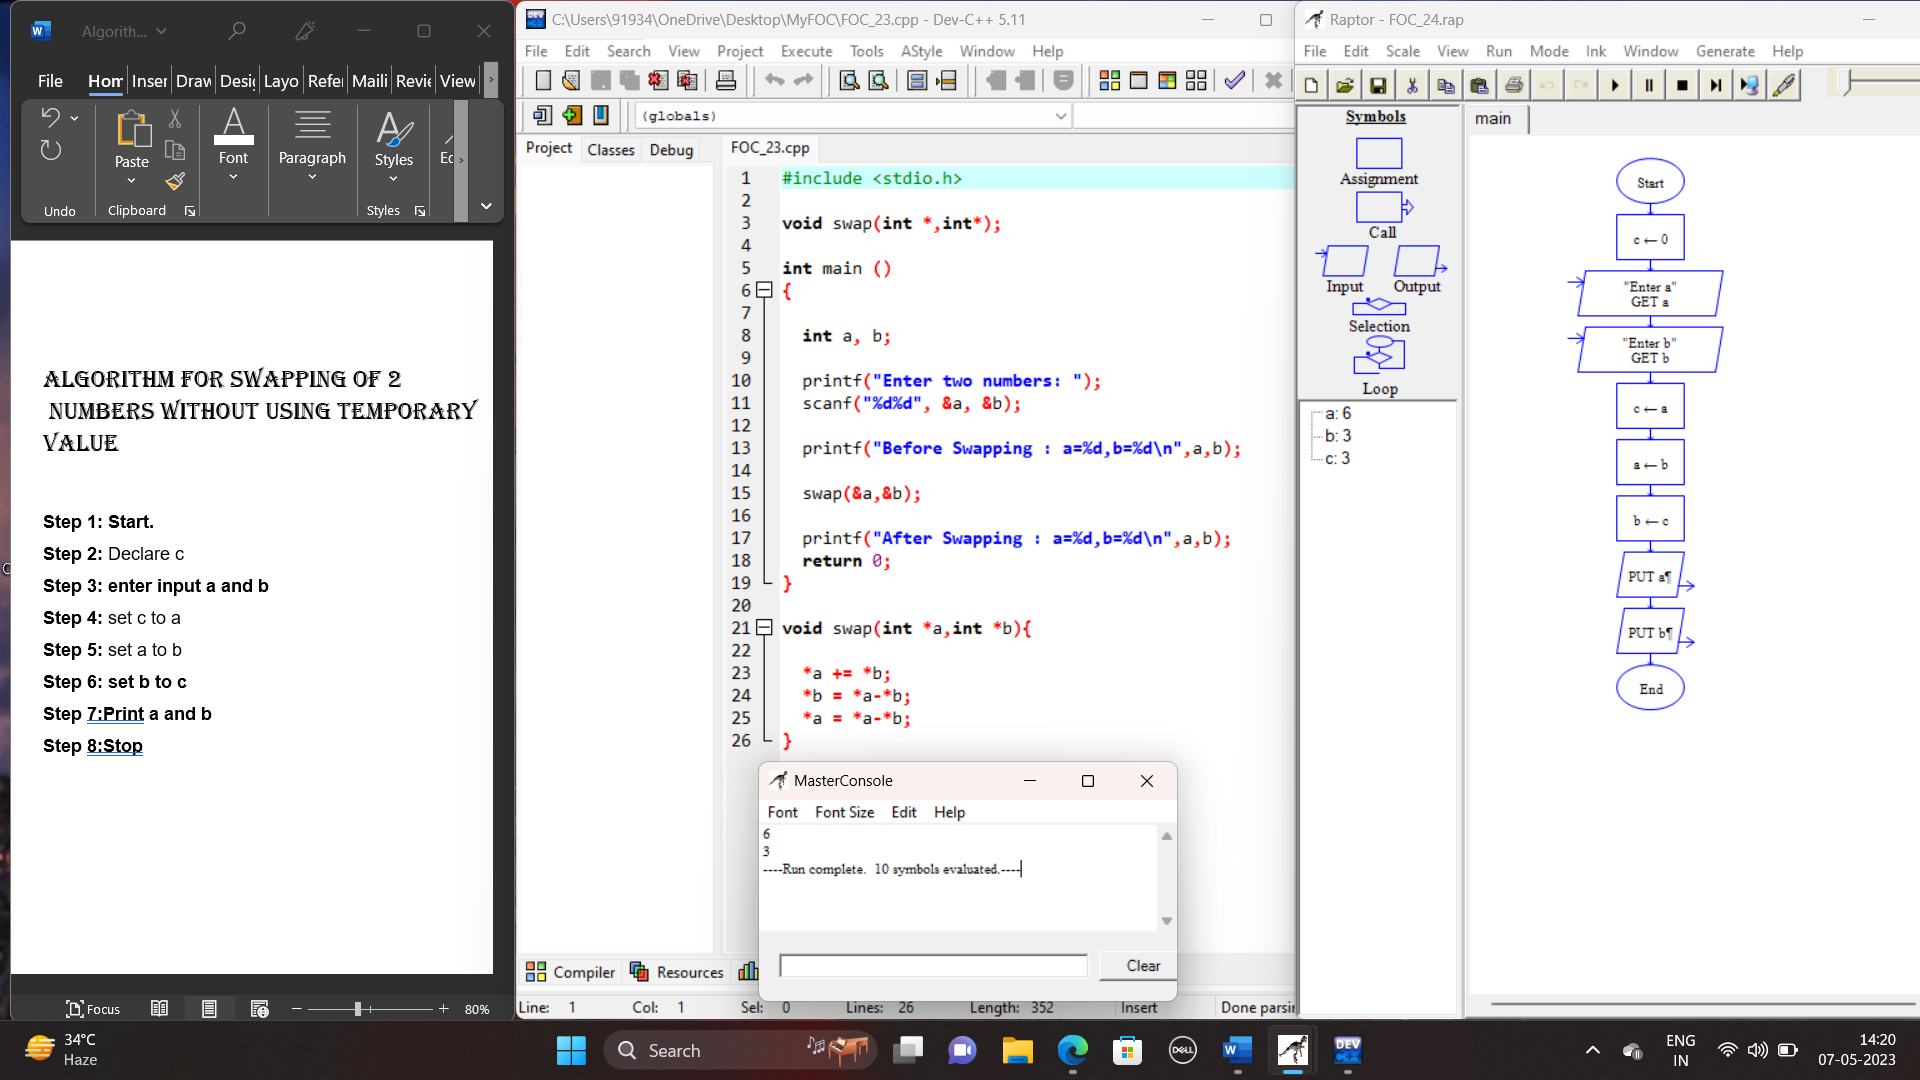 Algorith...
File Hom Inser Draw Desig Layo Refer Maili Revie View
Paste
Font
Paragraph
Styles
Undo
Clipboard
Styles
ALGORITHM FOR SWAPPING OF 2
NUMBERS WITHOUT USING TEMPORARY
VALUE
Step 1: Start.
Step 2: Declare c
Step 3: enter input a and b
Step 4: set c to a
Step 5: set a to b
Step 6: set b to c
Step 7:Print a and b
Step 8:Stop
Focus
80%
C:\Users\91934\OneDrive\Desktop\MyFOC\FOC_23.cpp - Dev-C++ 5.11
File Edit Search View Project Execute Tools AStyle Window Help
(globals)
Project Classes Debug
FOC_23.cpp
1 #include <stdio.h>
2
3 void swap(int *,int*);
4
5 int main ()
6 {
7
8 int a, b;
9
10 printf("Enter two numbers: ");
11 scanf("%d%d", &a, &b);
12
13 printf("Before Swapping : a=%d,b=%d\n",a,b);
14
15 swap(&a,&b);
16
17 printf("After Swapping : a=%d,b=%d\n",a,b);
18 return 0;
19 }
20
21 void swap(int *a,int *b){
22
23 *a += *b;
24 *b = *a-*b;
25 *a = *a-*b;
26 }
MasterConsole
Font Font Size Edit Help
6
3
----Run complete.  10 symbols evaluated.----
Clear
Compiler Resources
Line: 1 Col: 1 Sel: 0 Lines: 26 Length: 352 Insert Done parsin
Raptor - FOC_24.rap
File Edit Scale View Run Mode Ink Window Generate Help
Symbols
Assignment
Call
Input Output
Selection
Loop
a: 6
b: 3
c: 3
main
Start
c ← 0
"Enter a"
GET a
"Enter b"
GET b
c ← a
a ← b
b ← c
PUT a¶
PUT b¶
End
34°C
Haze
Search
DELL
DEV
ENG
IN
14:20
07-05-2023